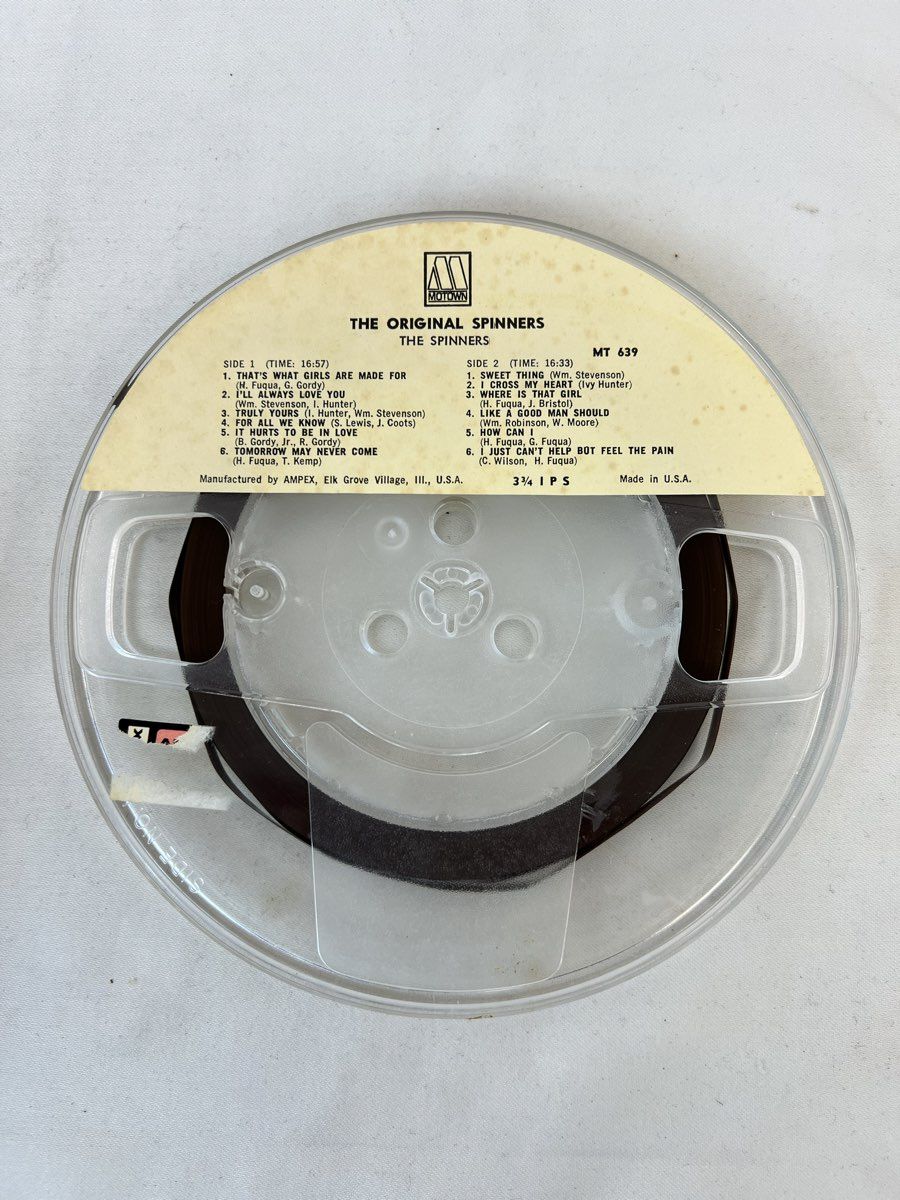 MOTOWN
THE ORIGINAL SPINNERS
THE SPINNERS
MT 639
SIDE 1 (TIME: 16:57)
1. THAT'S WHAT GIRLS ARE MADE FOR
(H. Fuqua, G. Gordy)
2. I'LL ALWAYS LOVE YOU
(Wm. Stevenson, I. Hunter)
3. TRULY YOURS (I. Hunter, Wm. Stevenson)
4. FOR ALL WE KNOW (S. Lewis, J. Coots)
5. IT HURTS TO BE IN LOVE
(B. Gordy, Jr., R. Gordy)
6. TOMORROW MAY NEVER COME
(H. Fuqua, T. Kemp)
SIDE 2 (TIME: 16:33)
1. SWEET THING (Wm. Stevenson)
2. I CROSS MY HEART (Ivy Hunter)
3. WHERE IS THAT GIRL
(H. Fuqua, J. Bristol)
4. LIKE A GOOD MAN SHOULD
(Wm. Robinson, W. Moore)
5. HOW CAN I
(H. Fuqua, G. Fuqua)
6. I JUST CAN'T HELP BUT FEEL THE PAIN
(C. Wilson, H. Fuqua)
Manufactured by AMPEX, Elk Grove Village, Ill., U.S.A.
3¾ I P S
Made in U.S.A.
SIDE NO.